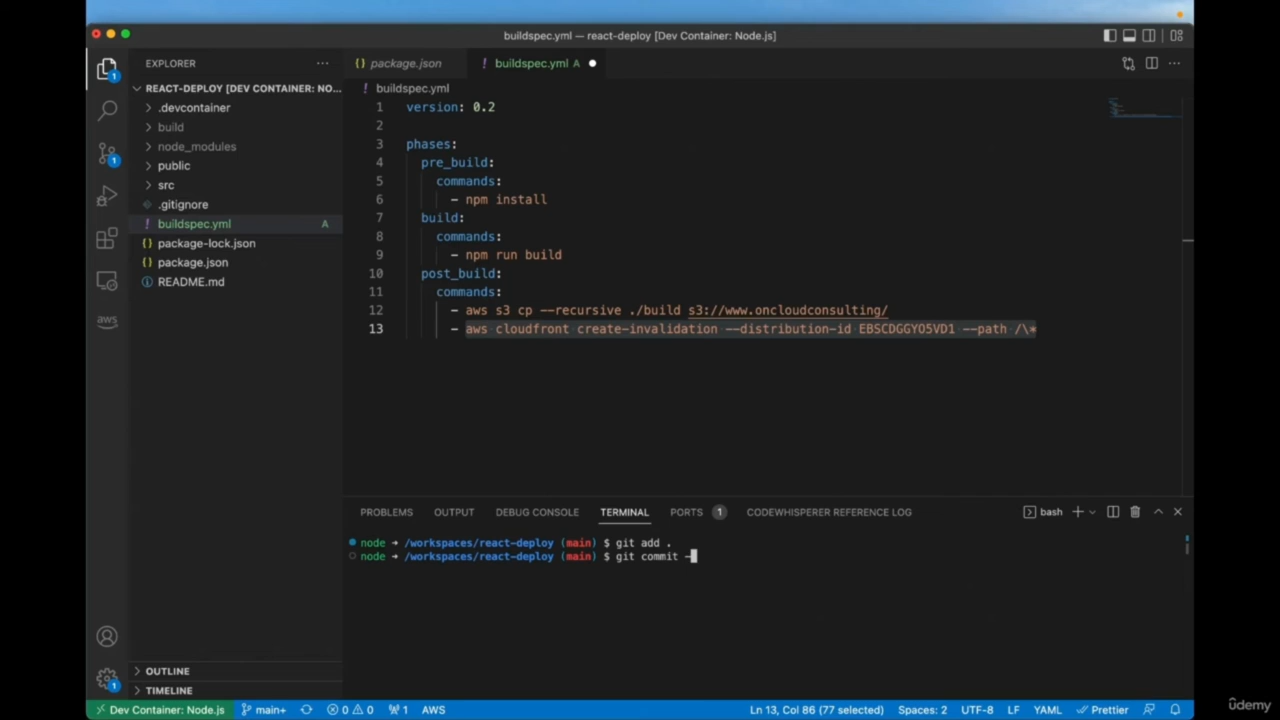 buildspec.yml — react-deploy [Dev Container: Node.js]
EXPLORER
package.json
buildspec.yml A
REACT-DEPLOY [DEV CONTAINER: NO...
buildspec.yml
.devcontainer
build
node_modules
public
src
.gitignore
buildspec.yml A
package-lock.json
package.json
README.md
1 version: 0.2
2
3 phases:
4 pre_build:
5 commands:
6 - npm install
7 build:
8 commands:
9 - npm run build
10 post_build:
11 commands:
12 - aws s3 cp --recursive ./build s3://www.oncloudconsulting/
13 - aws cloudfront create-invalidation --distribution-id EBSCDGGYO5VD1 --path /\*
aws
1
1
PROBLEMS OUTPUT DEBUG CONSOLE TERMINAL PORTS 1 CODEWHISPERER REFERENCE LOG bash
node → /workspaces/react-deploy (main) $ git add .
node → /workspaces/react-deploy (main) $ git commit -
OUTLINE
TIMELINE
1
Dev Container: Node.js main+ 0 0 1 AWS Ln 13, Col 86 (77 selected) Spaces: 2 UTF-8 LF YAML Prettier
ûdemy